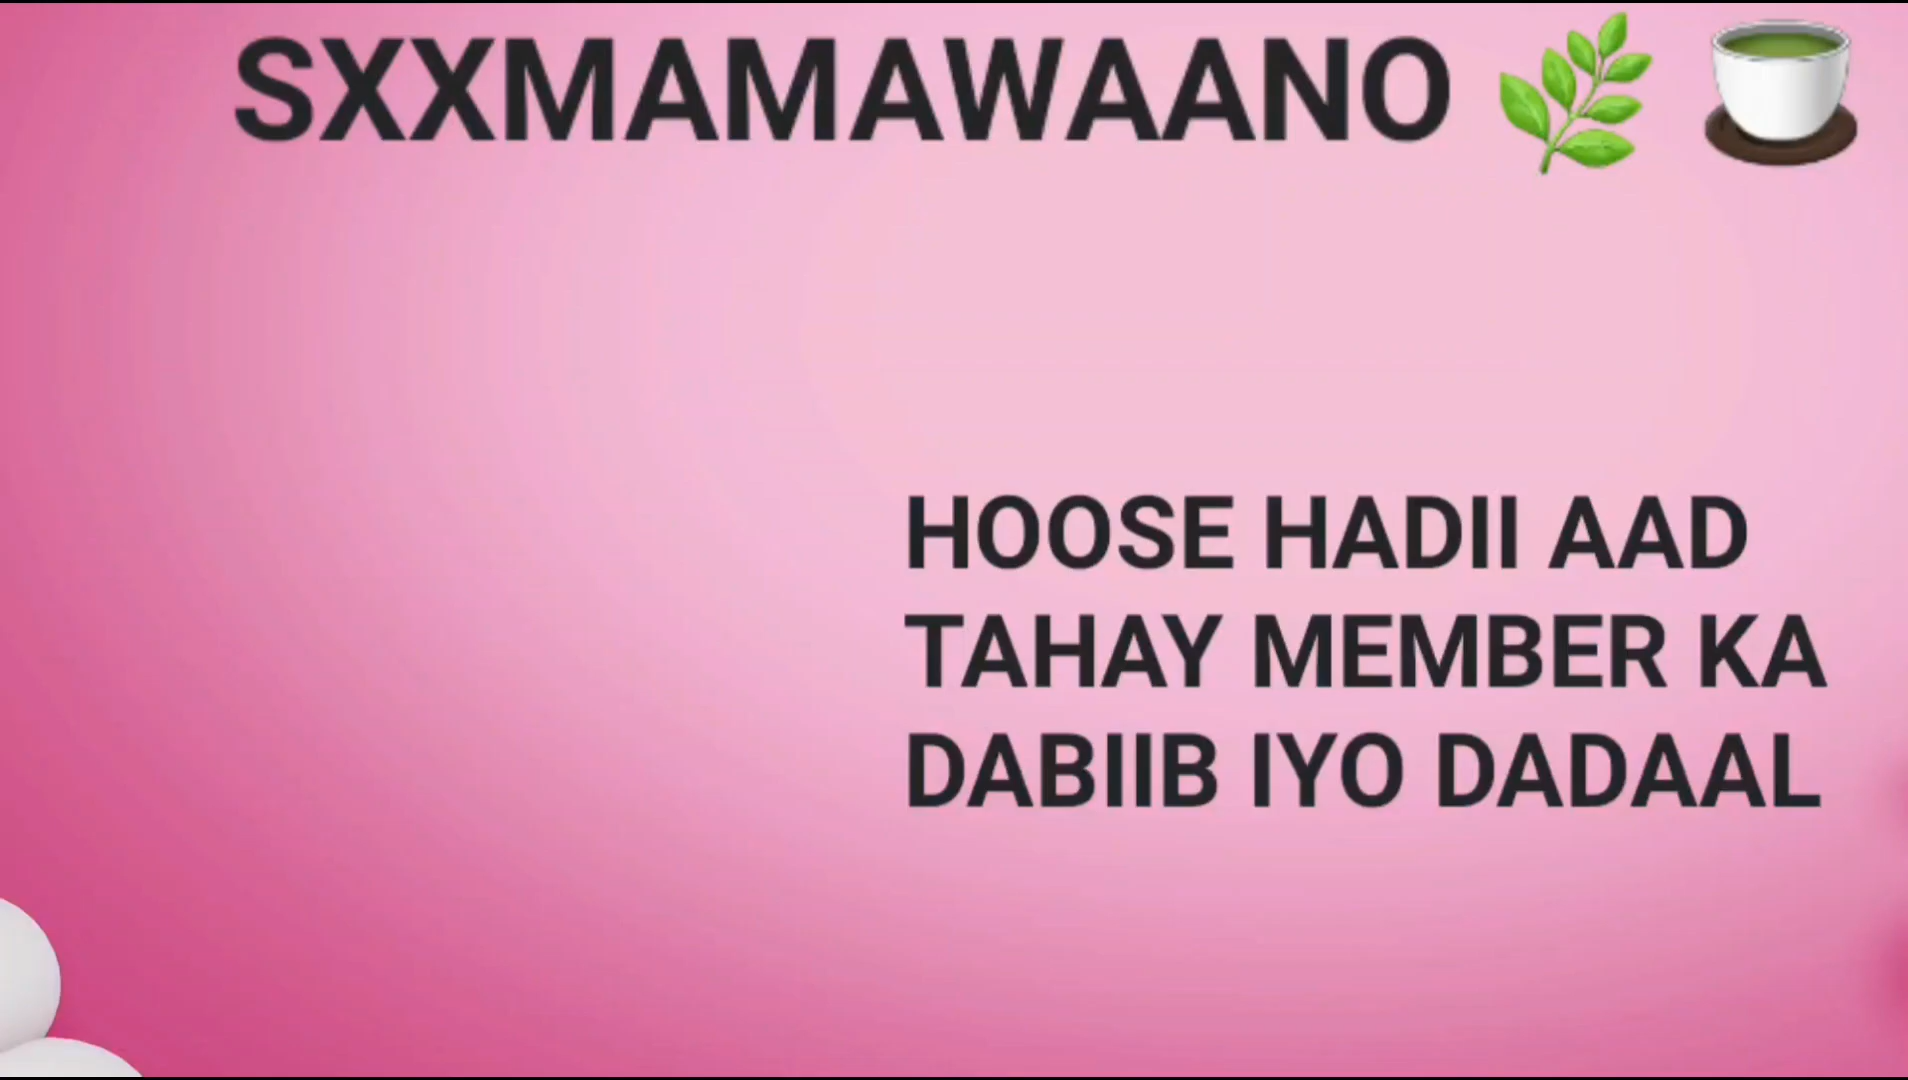 SXXMAMAWAANO 🌿 🍵
HOOSE HADII AAD
TAHAY MEMBER KA
DABIIB IYO DADAAL